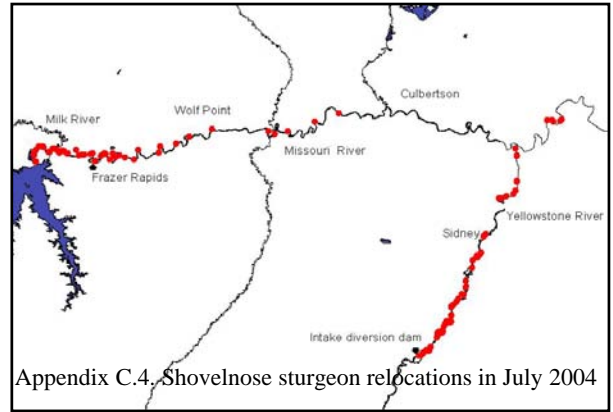 Culbertson
Wolf Point
Milk River
Missouri River
Frazer Rapids
Yellowstone River
Sidney
Intake diversion dam
Appendix C.4. Shovelnose sturgeon relocations in July 2004